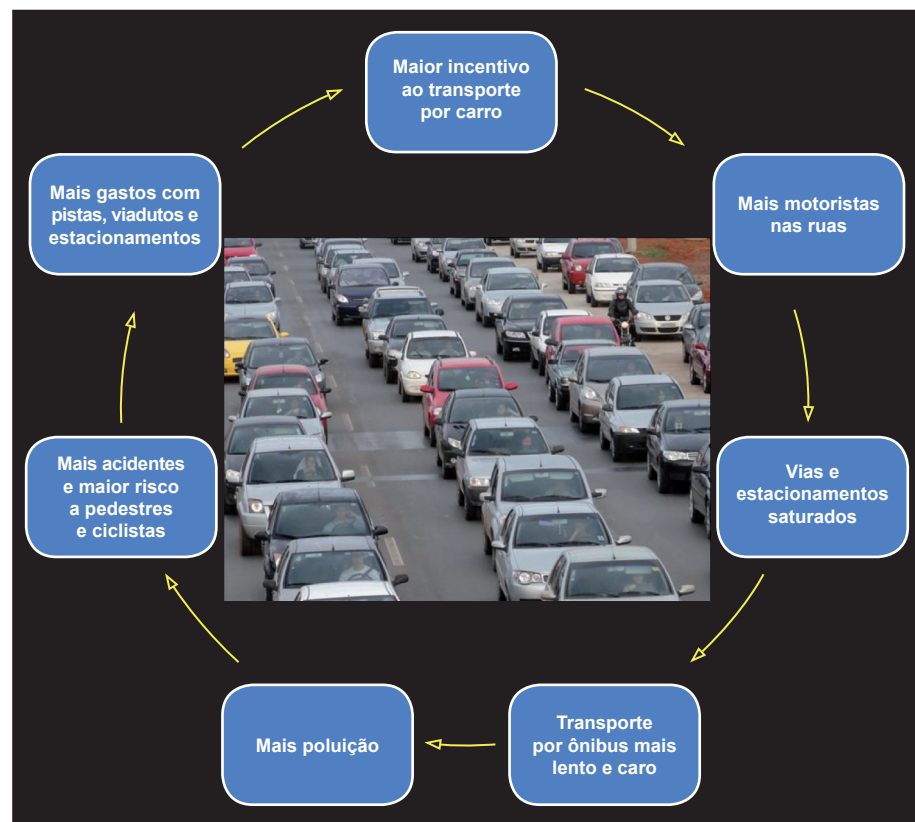 Maior incentivo
ao transporte
por carro
Mais motoristas
nas ruas
Vias e
estacionamentos
saturados
Transporte
por ônibus mais
lento e caro
Mais poluição
Mais acidentes
e maior risco
a pedestres
e ciclistas
Mais gastos com
pistas, viadutos e
estacionamentos